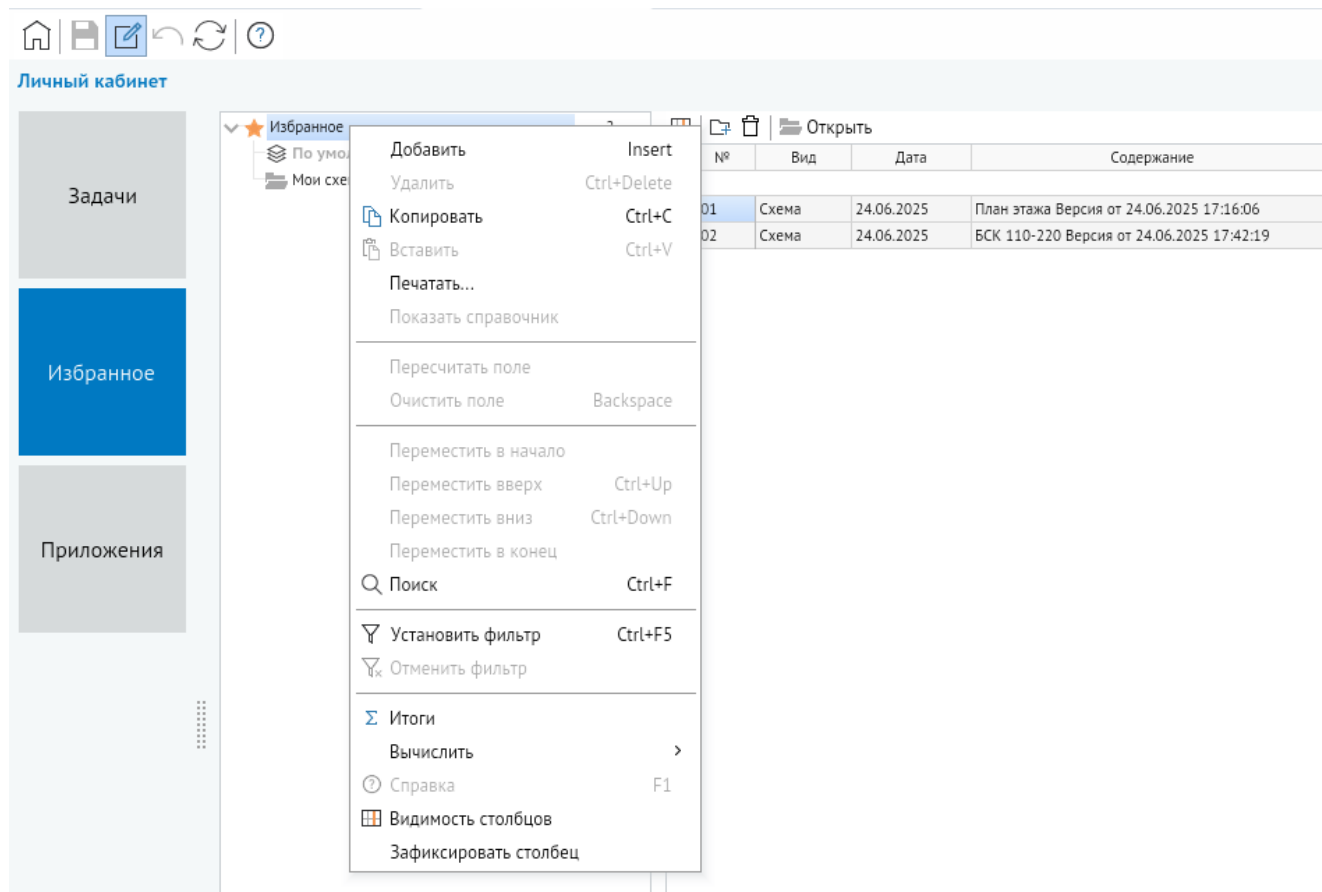 Личный кабинет
Задачи
Избранное
Приложения
Избранное
По умо
Мои схе
Добавить Insert
Удалить Ctrl+Delete
Копировать Ctrl+C
Вставить Ctrl+V
Печатать...
Показать справочник
Пересчитать поле
Очистить поле Backspace
Переместить в начало
Переместить вверх Ctrl+Up
Переместить вниз Ctrl+Down
Переместить в конец
Поиск Ctrl+F
Установить фильтр Ctrl+F5
Отменить фильтр
Итоги
Вычислить
Справка F1
Видимость столбцов
Зафиксировать столбец
Открыть
№ Вид Дата Содержание
01 Схема 24.06.2025 План этажа Версия от 24.06.2025 17:16:06
02 Схема 24.06.2025 БСК 110-220 Версия от 24.06.2025 17:42:19